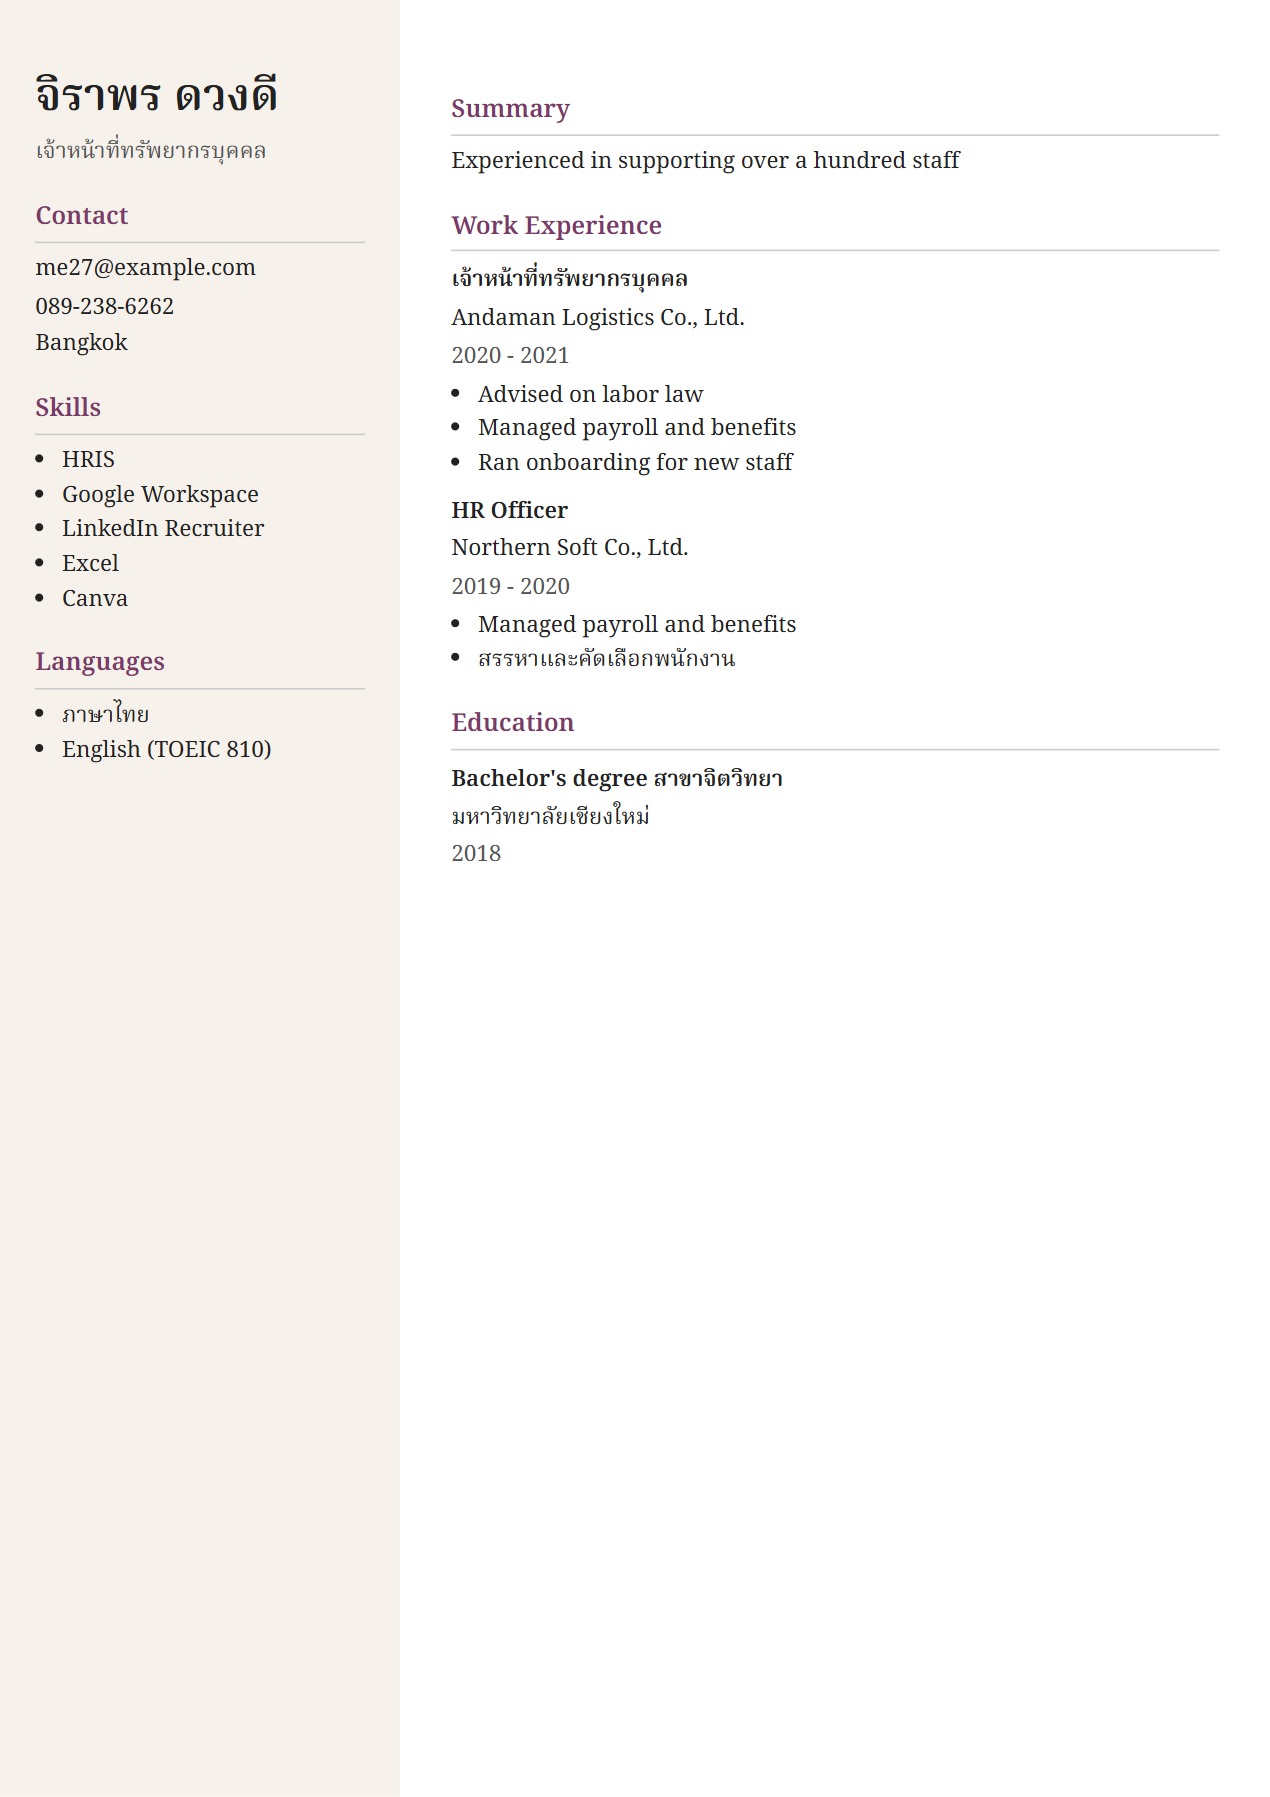 จิราพร ดวงดี
เจ้าหน้าที่ทรัพยากรบุคคล
Contact
me27@example.com
089-238-6262
Bangkok
Skills
• HRIS
• Google Workspace
• LinkedIn Recruiter
• Excel
• Canva
Languages
• ภาษาไทย
• English (TOEIC 810)
Summary
Experienced in supporting over a hundred staff
Work Experience
เจ้าหน้าที่ทรัพยากรบุคคล
Andaman Logistics Co., Ltd.
2020 - 2021
• Advised on labor law
• Managed payroll and benefits
• Ran onboarding for new staff
HR Officer
Northern Soft Co., Ltd.
2019 - 2020
• Managed payroll and benefits
• สรรหาและคัดเลือกพนักงาน
Education
Bachelor's degree สาขาจิตวิทยา
มหาวิทยาลัยเชียงใหม่
2018